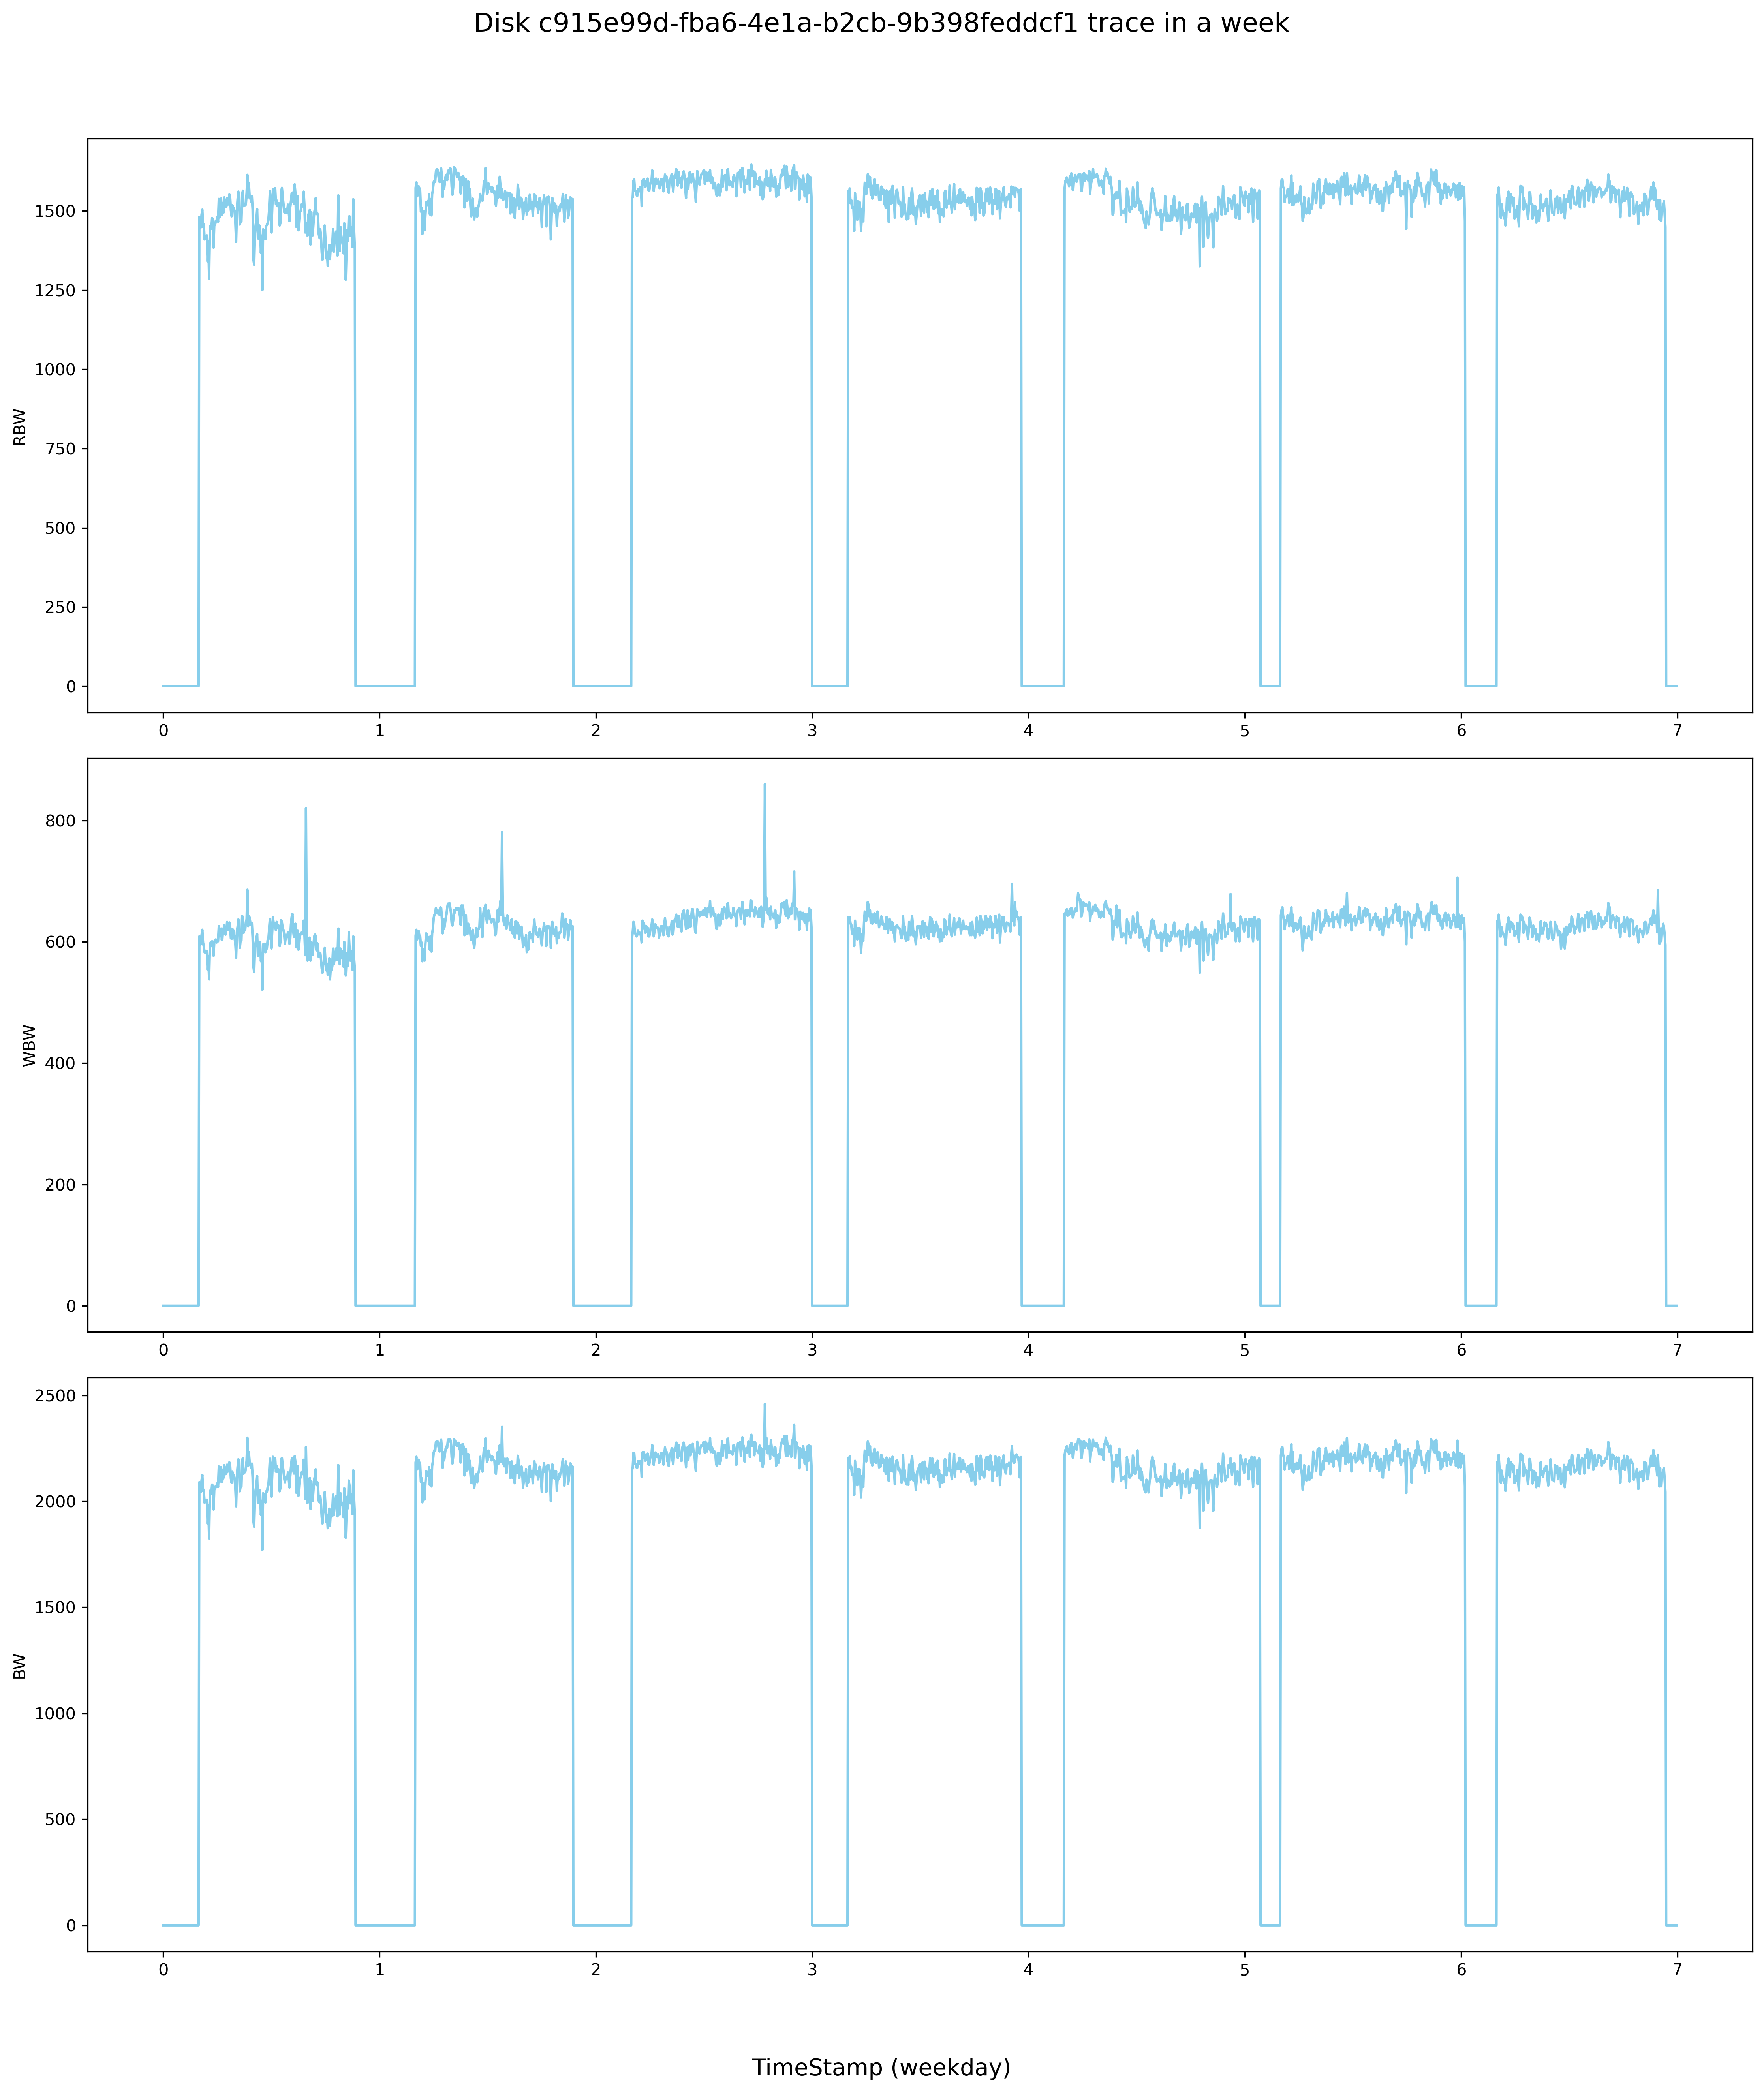 Disk c915e99d-fba6-4e1a-b2cb-9b398feddcf1 trace in a week
1500
1250
1000
750
500
250
0
RBW
0 1 2 3 4 5 6 7
800
600
400
200
0
WBW
0 1 2 3 4 5 6 7
2500
2000
1500
1000
500
0
BW
0 1 2 3 4 5 6 7
TimeStamp (weekday)